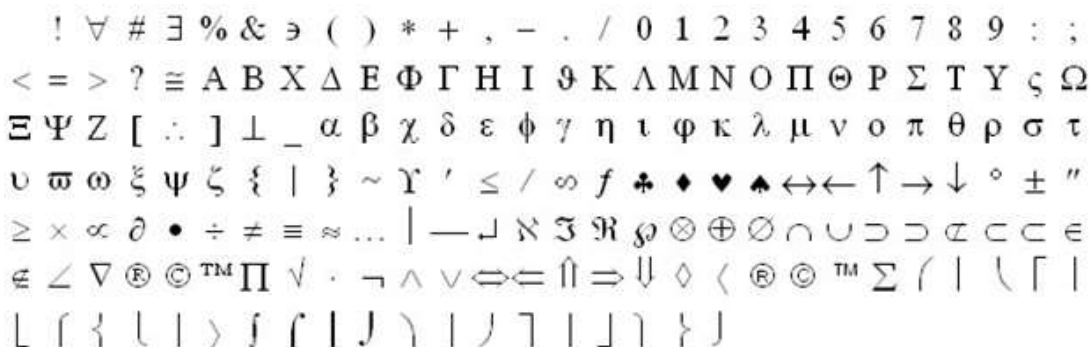 ! ∀ # ∃ % & ∍ ( ) * + , − . / 0 1 2 3 4 5 6 7 8 9 : ;
< = > ? ≅ Α Β Χ Δ Ε Φ Γ Η Ι ϑ Κ Λ Μ Ν Ο Π Θ Ρ Σ Τ Υ ς Ω
Ξ Ψ Ζ [ ∴ ] ⊥ _ α β χ δ ε ϕ γ η ι φ κ λ μ ν ο π θ ρ σ τ
υ ϖ ω ξ ψ ζ { | } ~ ϒ ′ ≤ / ∞ ƒ ♣ ♦ ♥ ♠ ↔ ← ↑ → ↓ ° ± ″
≥ × ∝ ∂ • ÷ ≠ ≡ ≈ … | — ↵ ℵ ℑ ℜ ℘ ⊗ ⊕ ∅ ∩ ∪ ⊃ ⊃ ⊄ ⊂ ⊂ ∈
∉ ∠ ∇ ® © ™ ∏ √ ⋅ ¬ ∧ ∨ ⇔ ⇐ ⇑ ⇒ ⇓ ◊ 〈 ® © ™ ∑ ⎛ ⎜ ⎝ ⎡ ⎢
⎣ ⎧ ⎨ ⎩ ⎪ 〉 ∫ ⌠ ⎮ ⌡ ⎞ ⎟ ⎠ ⎤ ⎥ ⎦ ⎫ ⎬ ⎭